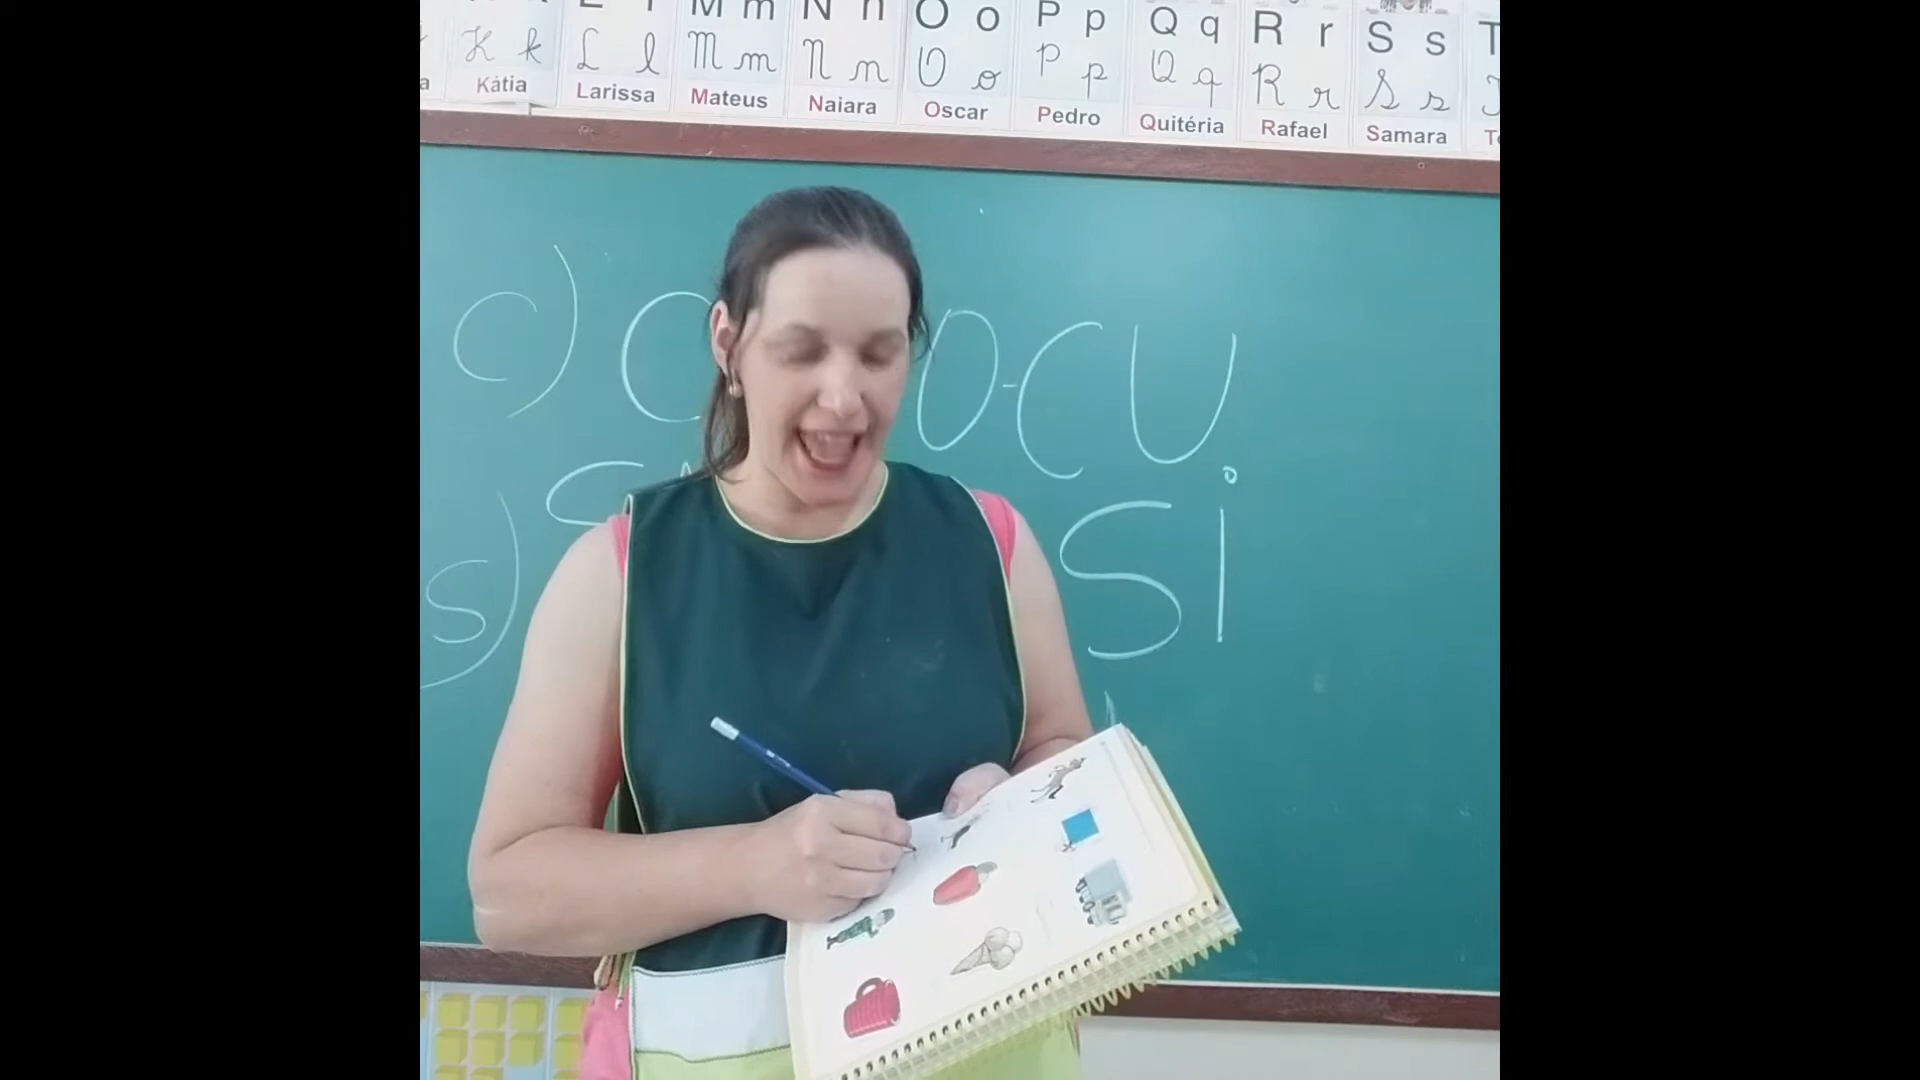 K k L l M m N n O o P p Q q R r S s T
K k L l M m N n O o P p Q q R r S s
a Kátia Larissa Mateus Naiara Oscar Pedro Quitéria Rafael Samara
c) C O-CU
s) S Si